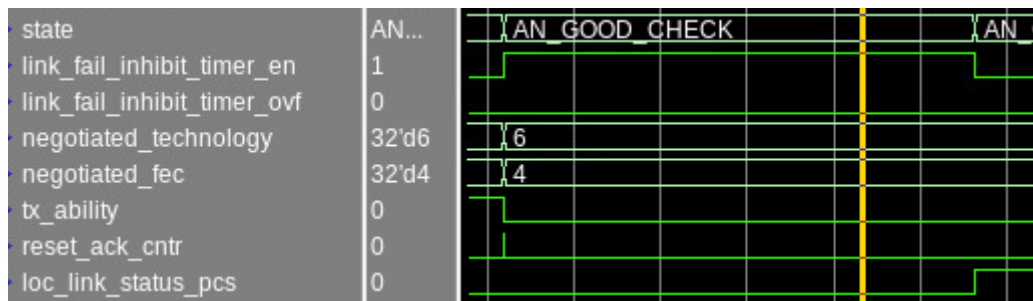 state AN... AN_GOOD_CHECK AN_
link_fail_inhibit_timer_en 1
link_fail_inhibit_timer_ovf 0
negotiated_technology 32'd6 6
negotiated_fec 32'd4 4
tx_ability 0
reset_ack_cntr 0
loc_link_status_pcs 0